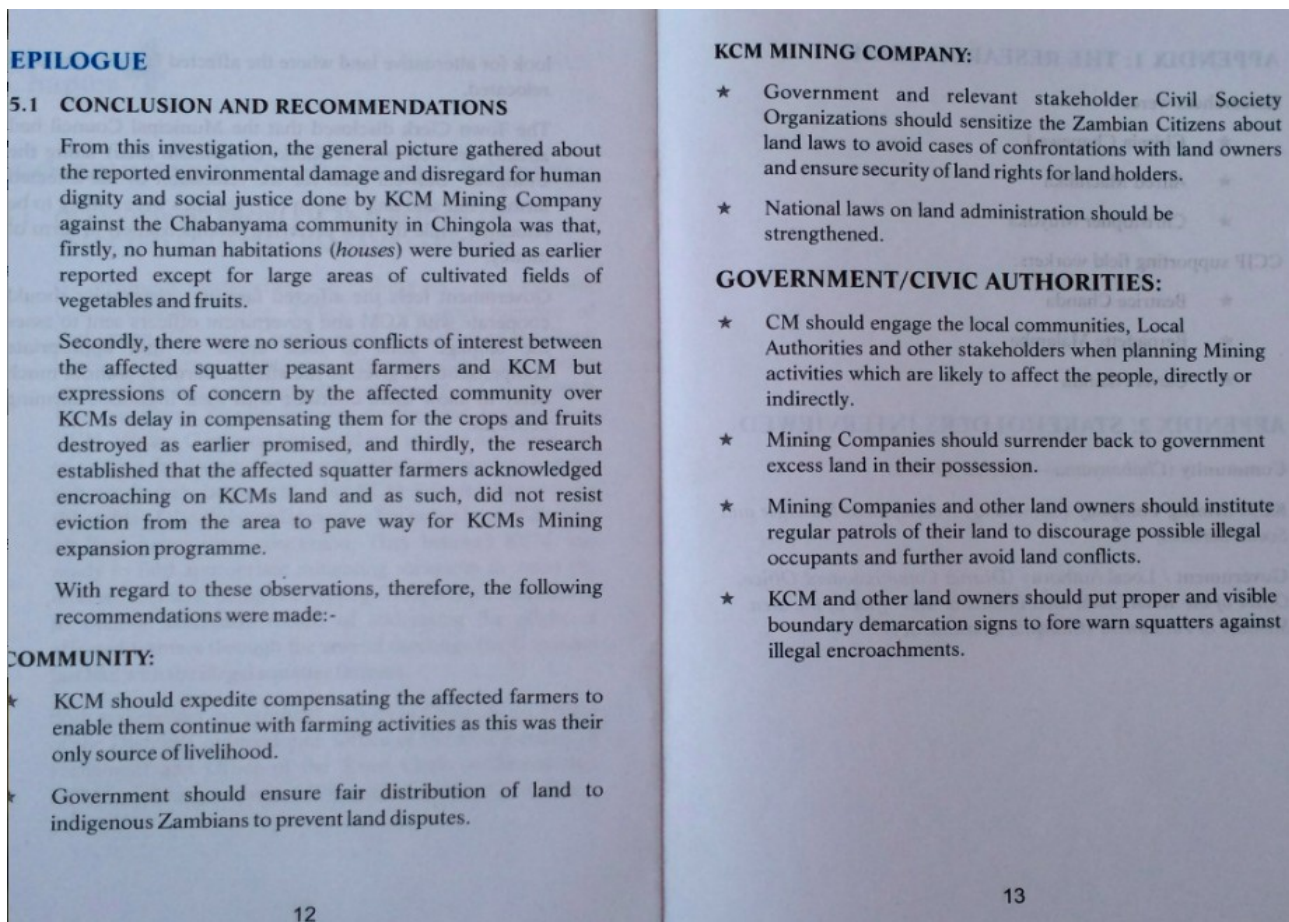 EPILOGUE
5.1 CONCLUSION AND RECOMMENDATIONS
From this investigation, the general picture gathered about
the reported environmental damage and disregard for human
dignity and social justice done by KCM Mining Company
against the Chabanyama community in Chingola was that,
firstly, no human habitations (houses) were buried as earlier
reported except for large areas of cultivated fields of
vegetables and fruits.
Secondly, there were no serious conflicts of interest between
the affected squatter peasant farmers and KCM but
expressions of concern by the affected community over
KCMs delay in compensating them for the crops and fruits
destroyed as earlier promised, and thirdly, the research
established that the affected squatter farmers acknowledged
encroaching on KCMs land and as such, did not resist
eviction from the area to pave way for KCMs Mining
expansion programme.
With regard to these observations, therefore, the following
recommendations were made:-
COMMUNITY:
★ KCM should expedite compensating the affected farmers to
enable them continue with farming activities as this was their
only source of livelihood.
★ Government should ensure fair distribution of land to
indigenous Zambians to prevent land disputes.
12
KCM MINING COMPANY:
★ Government and relevant stakeholder Civil Society
Organizations should sensitize the Zambian Citizens about
land laws to avoid cases of confrontations with land owners
and ensure security of land rights for land holders.
★ National laws on land administration should be
strengthened.
GOVERNMENT/CIVIC AUTHORITIES:
★ CM should engage the local communities, Local
Authorities and other stakeholders when planning Mining
activities which are likely to affect the people, directly or
indirectly.
★ Mining Companies should surrender back to government
excess land in their possession.
★ Mining Companies and other land owners should institute
regular patrols of their land to discourage possible illegal
occupants and further avoid land conflicts.
★ KCM and other land owners should put proper and visible
boundary demarcation signs to fore warn squatters against
illegal encroachments.
13